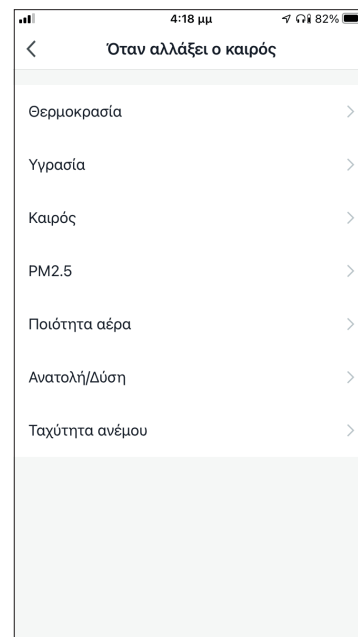 4:18 μμ 82%
Όταν αλλάξει ο καιρός
Θερμοκρασία
Υγρασία
Καιρός
PM2.5
Ποιότητα αέρα
Ανατολή/Δύση
Ταχύτητα ανέμου